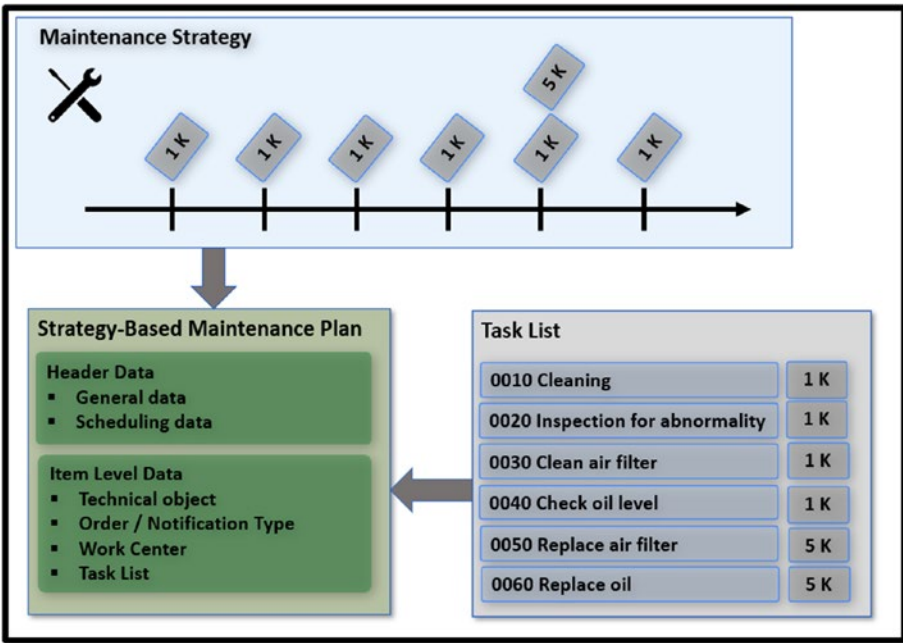 Maintenance Strategy
5 K
1 K
1 K
1 K
1 K
1 K
1 K
Strategy-Based Maintenance Plan
Header Data
▪ General data
▪ Scheduling data
Item Level Data
▪ Technical object
▪ Order / Notification Type
▪ Work Center
▪ Task List
Task List
0010 Cleaning 1 K
0020 Inspection for abnormality 1 K
0030 Clean air filter 1 K
0040 Check oil level 1 K
0050 Replace air filter 5 K
0060 Replace oil 5 K